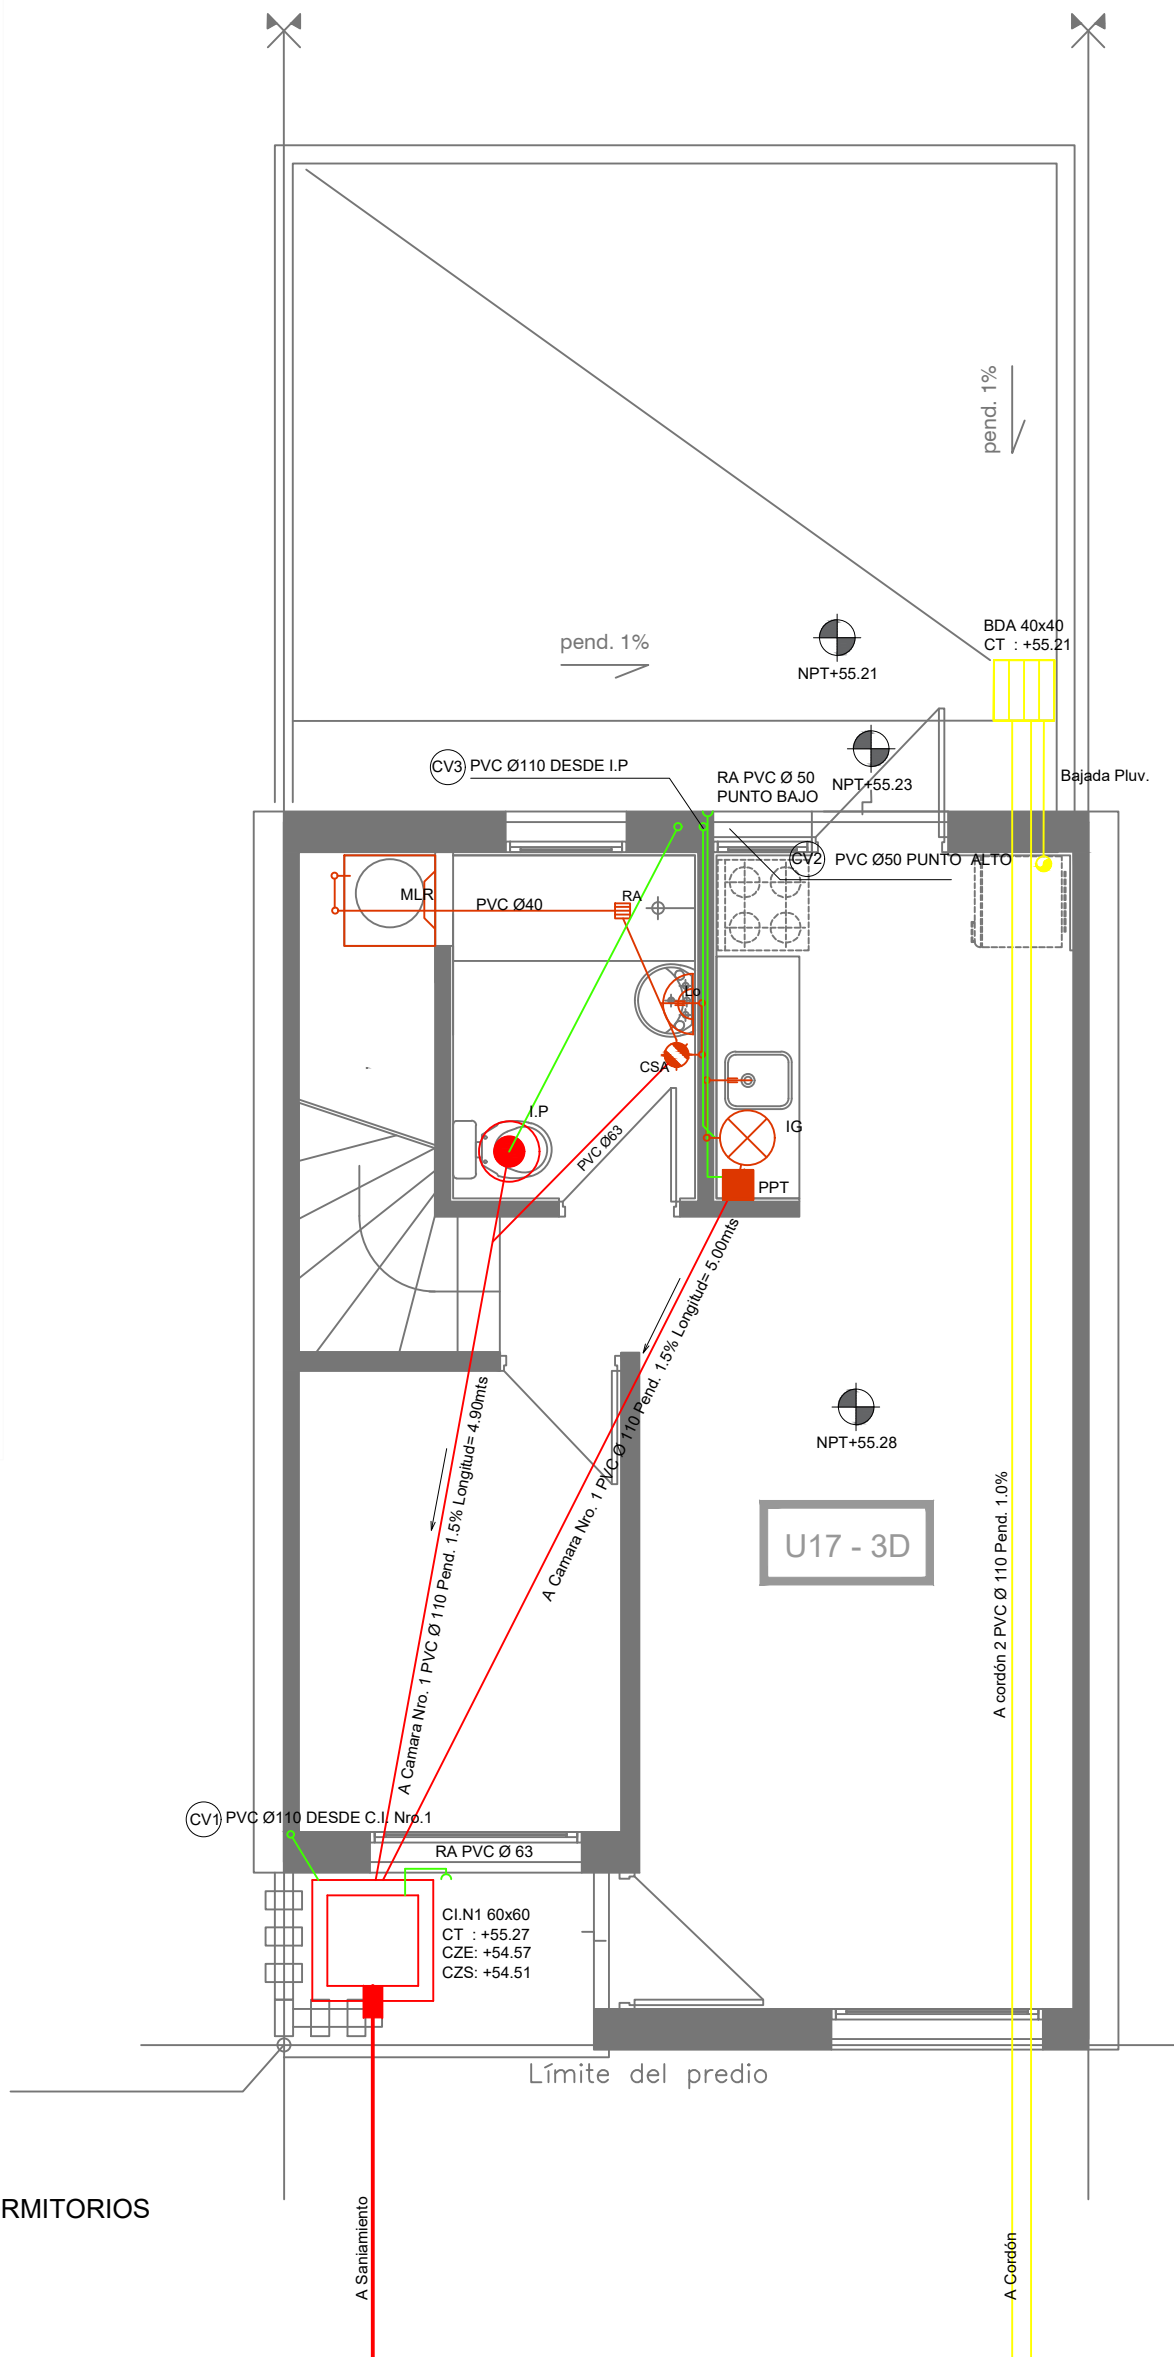 pend. 1%
BDA 40x40
CT : +55.21
pend. 1%
NPT+55.21
CV3 PVC Ø110 DESDE I.P
RA PVC Ø 50
PUNTO BAJO
NPT+55.23
Bajada Pluv.
CV2 PVC Ø50 PUNTO ALTO
MLR
PVC Ø40
RA
Lo
CSA
I.P
IG
PVC Ø63
PPT
A Camara Nro. 1 PVC Ø 110 Pend. 1.5% Longitud= 5.00mts
A Camara Nro. 1 PVC Ø 110 Pend. 1.5% Longitud= 4.90mts
NPT+55.28
U17 - 3D
A cordón 2 PVC Ø 110 Pend. 1.0%
CV1 PVC Ø110 DESDE C.I. Nro.1
RA PVC Ø 63
CI.N1 60x60
CT : +55.27
CZE: +54.57
CZS: +54.51
Límite del predio
RMITORIOS
A Saniamiento
A Cordón